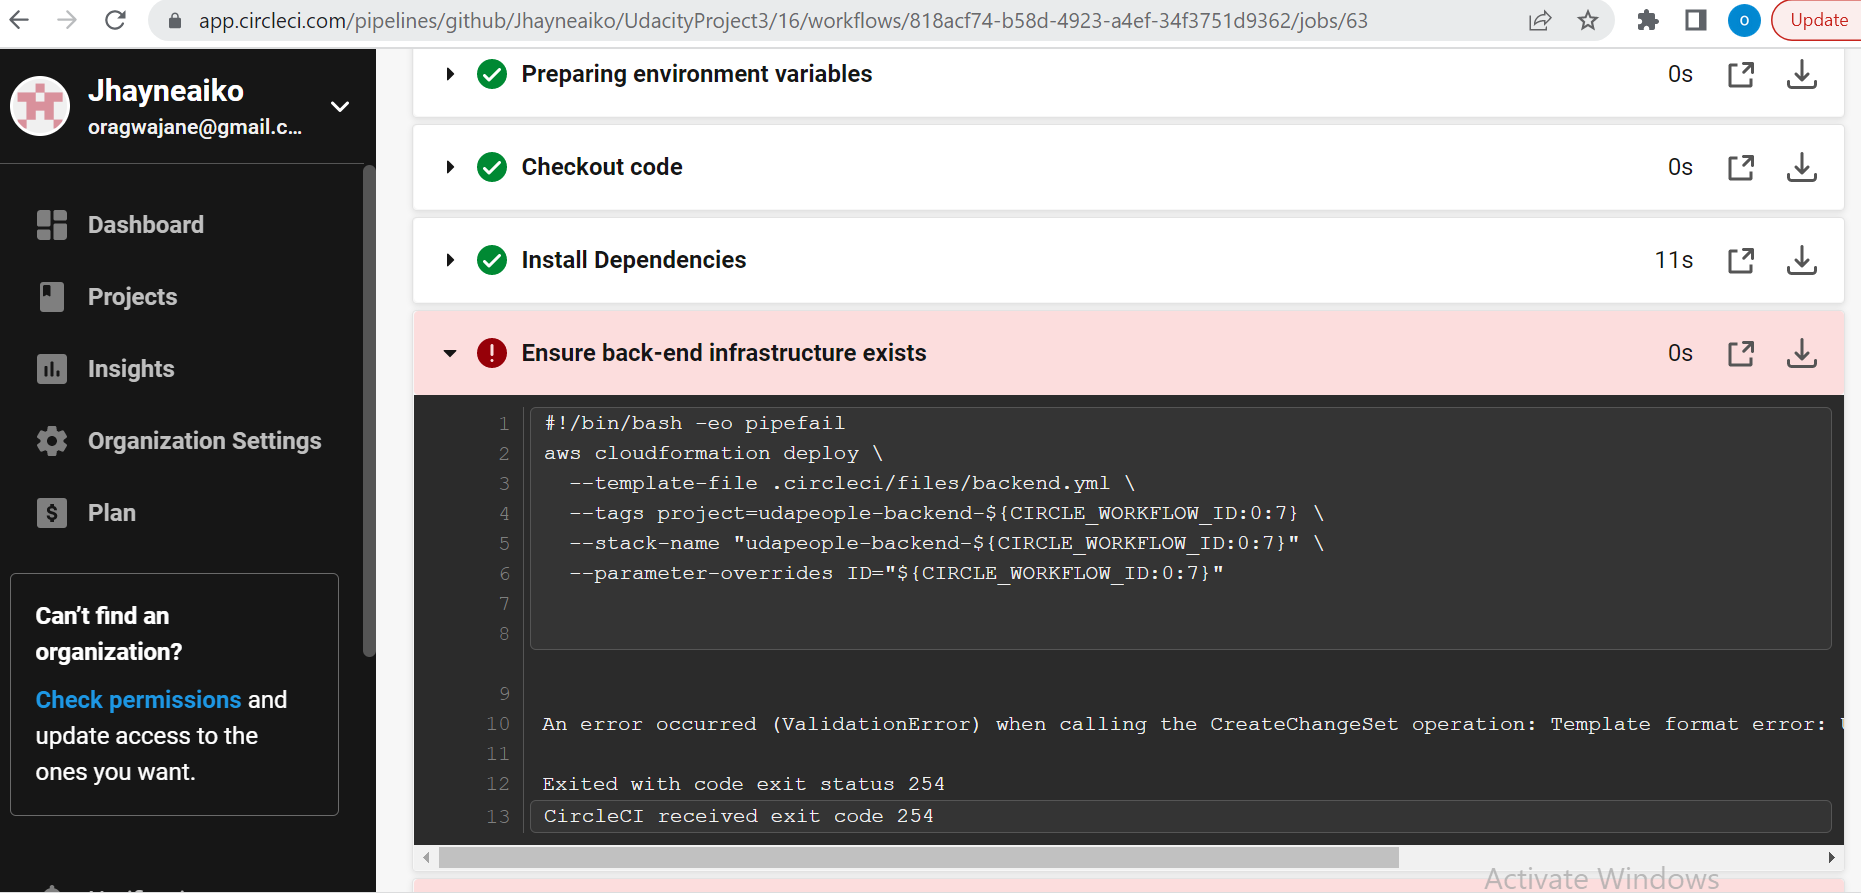 app.circleci.com/pipelines/github/Jhayneaiko/UdacityProject3/16/workflows/818acf74-b58d-4923-a4ef-34f3751d9362/jobs/63
o
Update
Jhayneaiko
oragwajane@gmail.c...
Dashboard
Projects
Insights
Organization Settings
Plan
Can't find an
organization?
Check permissions and
update access to the
ones you want.
Preparing environment variables 0s
Checkout code 0s
Install Dependencies 11s
Ensure back-end infrastructure exists 0s
1 #!/bin/bash -eo pipefail
2 aws cloudformation deploy \
3 --template-file .circleci/files/backend.yml \
4 --tags project=udapeople-backend-${CIRCLE_WORKFLOW_ID:0:7} \
5 --stack-name "udapeople-backend-${CIRCLE_WORKFLOW_ID:0:7}" \
6 --parameter-overrides ID="${CIRCLE_WORKFLOW_ID:0:7}"
7
8
9
10 An error occurred (ValidationError) when calling the CreateChangeSet operation: Template format error:
11
12 Exited with code exit status 254
13 CircleCI received exit code 254
Activate Windows